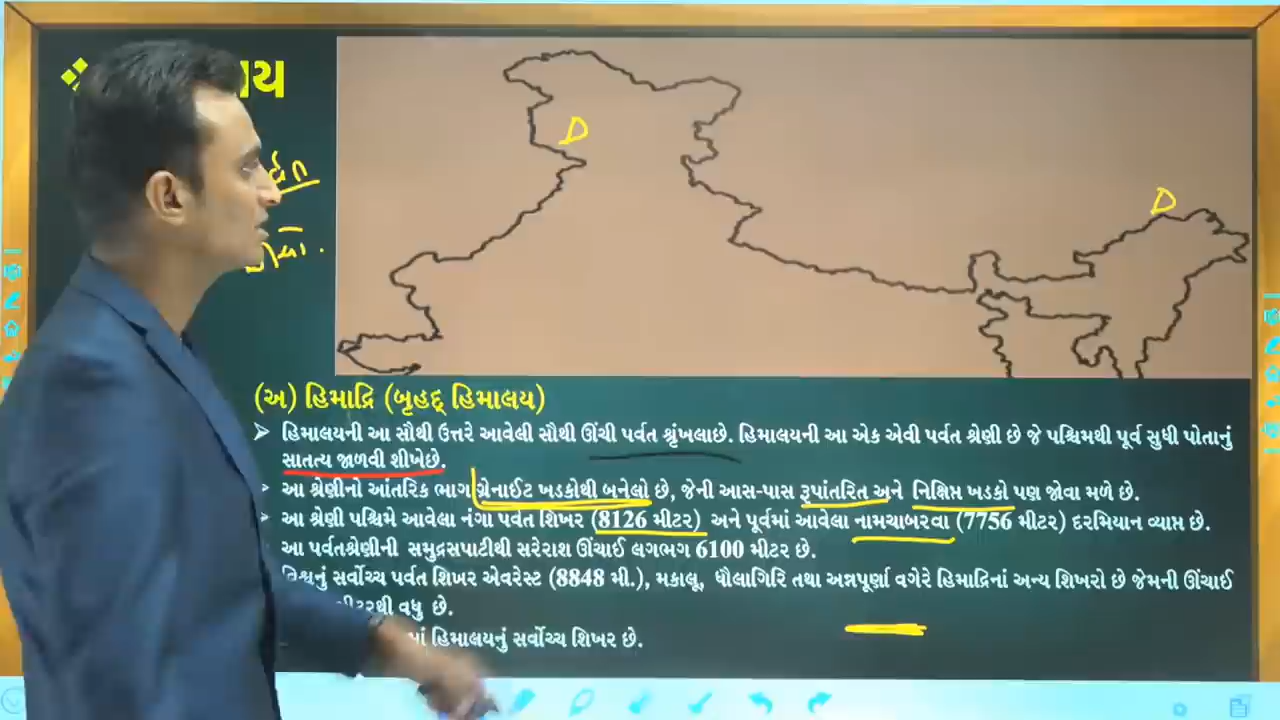 D
D
(અ) હિમાદ્રિ (બૃહદ્ હિમાલય)
હિમાલયની આ સૌથી ઉત્તરે આવેલી સૌથી ઊંચી પર્વત શ્રૃંખલાછે. હિમાલયની આ એક એવી પર્વત શ્રેણી છે જે પશ્ચિમથી પૂર્વ સુધી પોતાનું
સાતત્ય જાળવી શીખેછે.
આ શ્રેણીનો આંતરિક ભાગ ગ્રેનાઈટ ખડકોથી બનેલો છે, જેની આસ-પાસ રૂપાંતરિત અને નિક્ષિપ્ત ખડકો પણ જોવા મળે છે.
આ શ્રેણી પશ્ચિમે આવેલા નંગા પર્વત શિખર (8126 મીટર) અને પૂર્વમાં આવેલા નામચાબરવા (7756 મીટર) દરમિયાન વ્યાપ્ત છે.
આ પર્વતશ્રેણીની સમુદ્રસપાટીથી સરેરાશ ઊંચાઈ લગભગ 6100 મીટર છે.
વિશ્વનું સર્વોચ્ચ પર્વત શિખર એવરેસ્ટ (8848 મી.), મકાલૂ, ધૌલાગિરિ તથા અન્નપૂર્ણા વગેરે હિમાદ્રિનાં અન્ય શિખરો છે જેમની ઊંચાઈ
વધુ છે.
હિમાલયનું સર્વોચ્ચ શિખર છે.